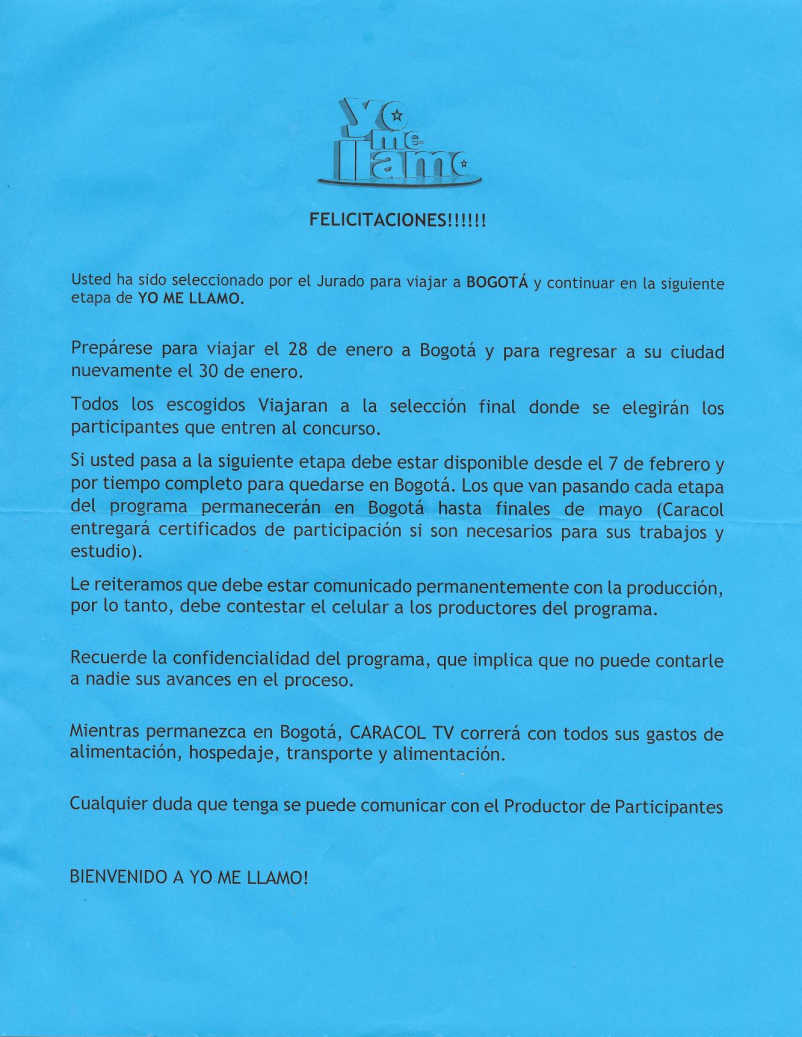 yo
me
llamo
FELICITACIONES!!!!!!
Usted ha sido seleccionado por el Jurado para viajar a BOGOTÁ y continuar en la siguiente
etapa de YO ME LLAMO.
Prepárese para viajar el 28 de enero a Bogotá y para regresar a su ciudad
nuevamente el 30 de enero.
Todos los escogidos Viajaran a la selección final donde se elegirán los
participantes que entren al concurso.
Si usted pasa a la siguiente etapa debe estar disponible desde el 7 de febrero y
por tiempo completo para quedarse en Bogotá. Los que van pasando cada etapa
del programa permanecerán en Bogotá hasta finales de mayo (Caracol
entregará certificados de participación si son necesarios para sus trabajos y
estudio).
Le reiteramos que debe estar comunicado permanentemente con la producción,
por lo tanto, debe contestar el celular a los productores del programa.
Recuerde la confidencialidad del programa, que implica que no puede contarle
a nadie sus avances en el proceso.
Mientras permanezca en Bogotá, CARACOL TV correrá con todos sus gastos de
alimentación, hospedaje, transporte y alimentación.
Cualquier duda que tenga se puede comunicar con el Productor de Participantes
BIENVENIDO A YO ME LLAMO!